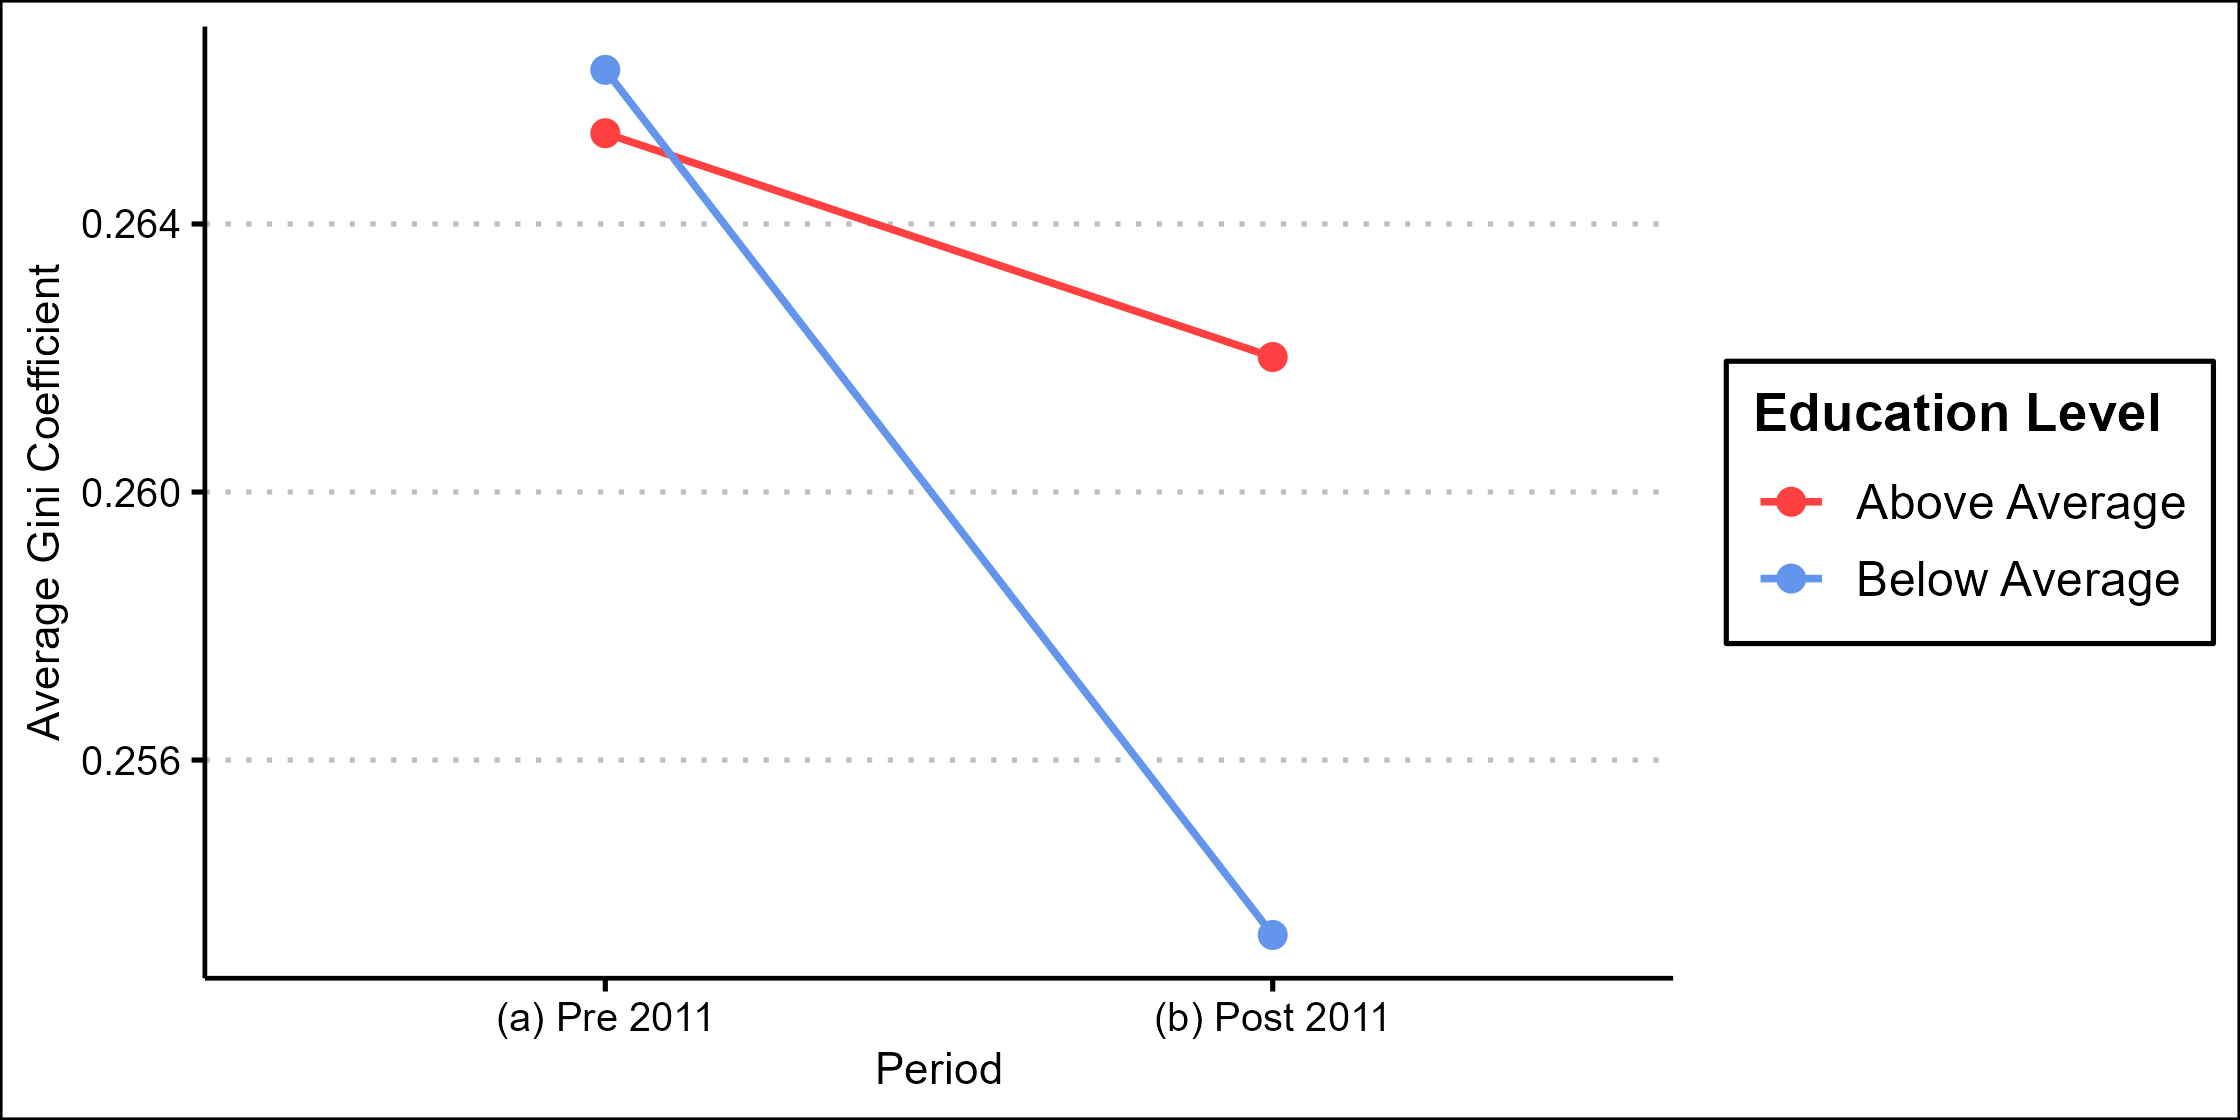 Average Gini Coefficient
0.264
0.260
0.256
(a) Pre 2011
(b) Post 2011
Period
Education Level
Above Average
Below Average